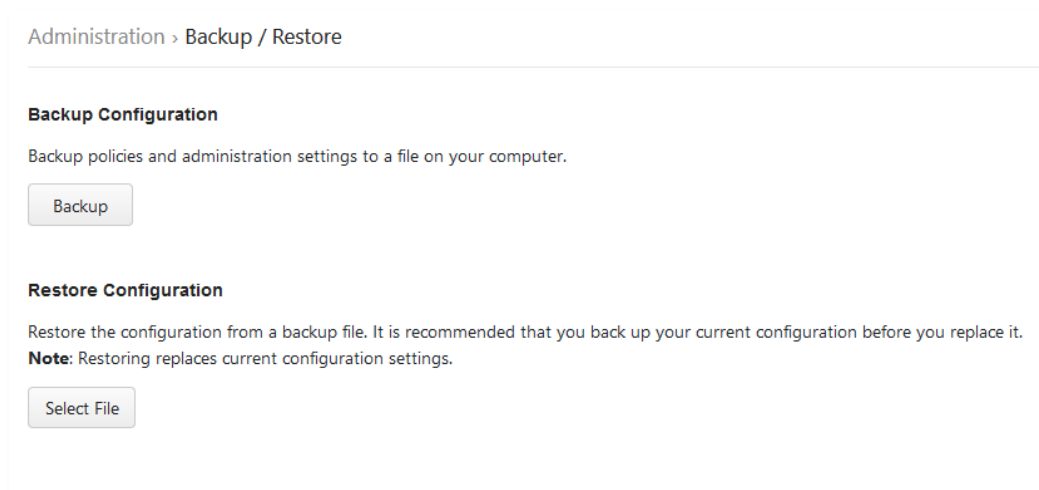 Administration › Backup / Restore
Backup Configuration
Backup policies and administration settings to a file on your computer.
Backup
Restore Configuration
Restore the configuration from a backup file. It is recommended that you back up your current configuration before you replace it.
Note: Restoring replaces current configuration settings.
Select File